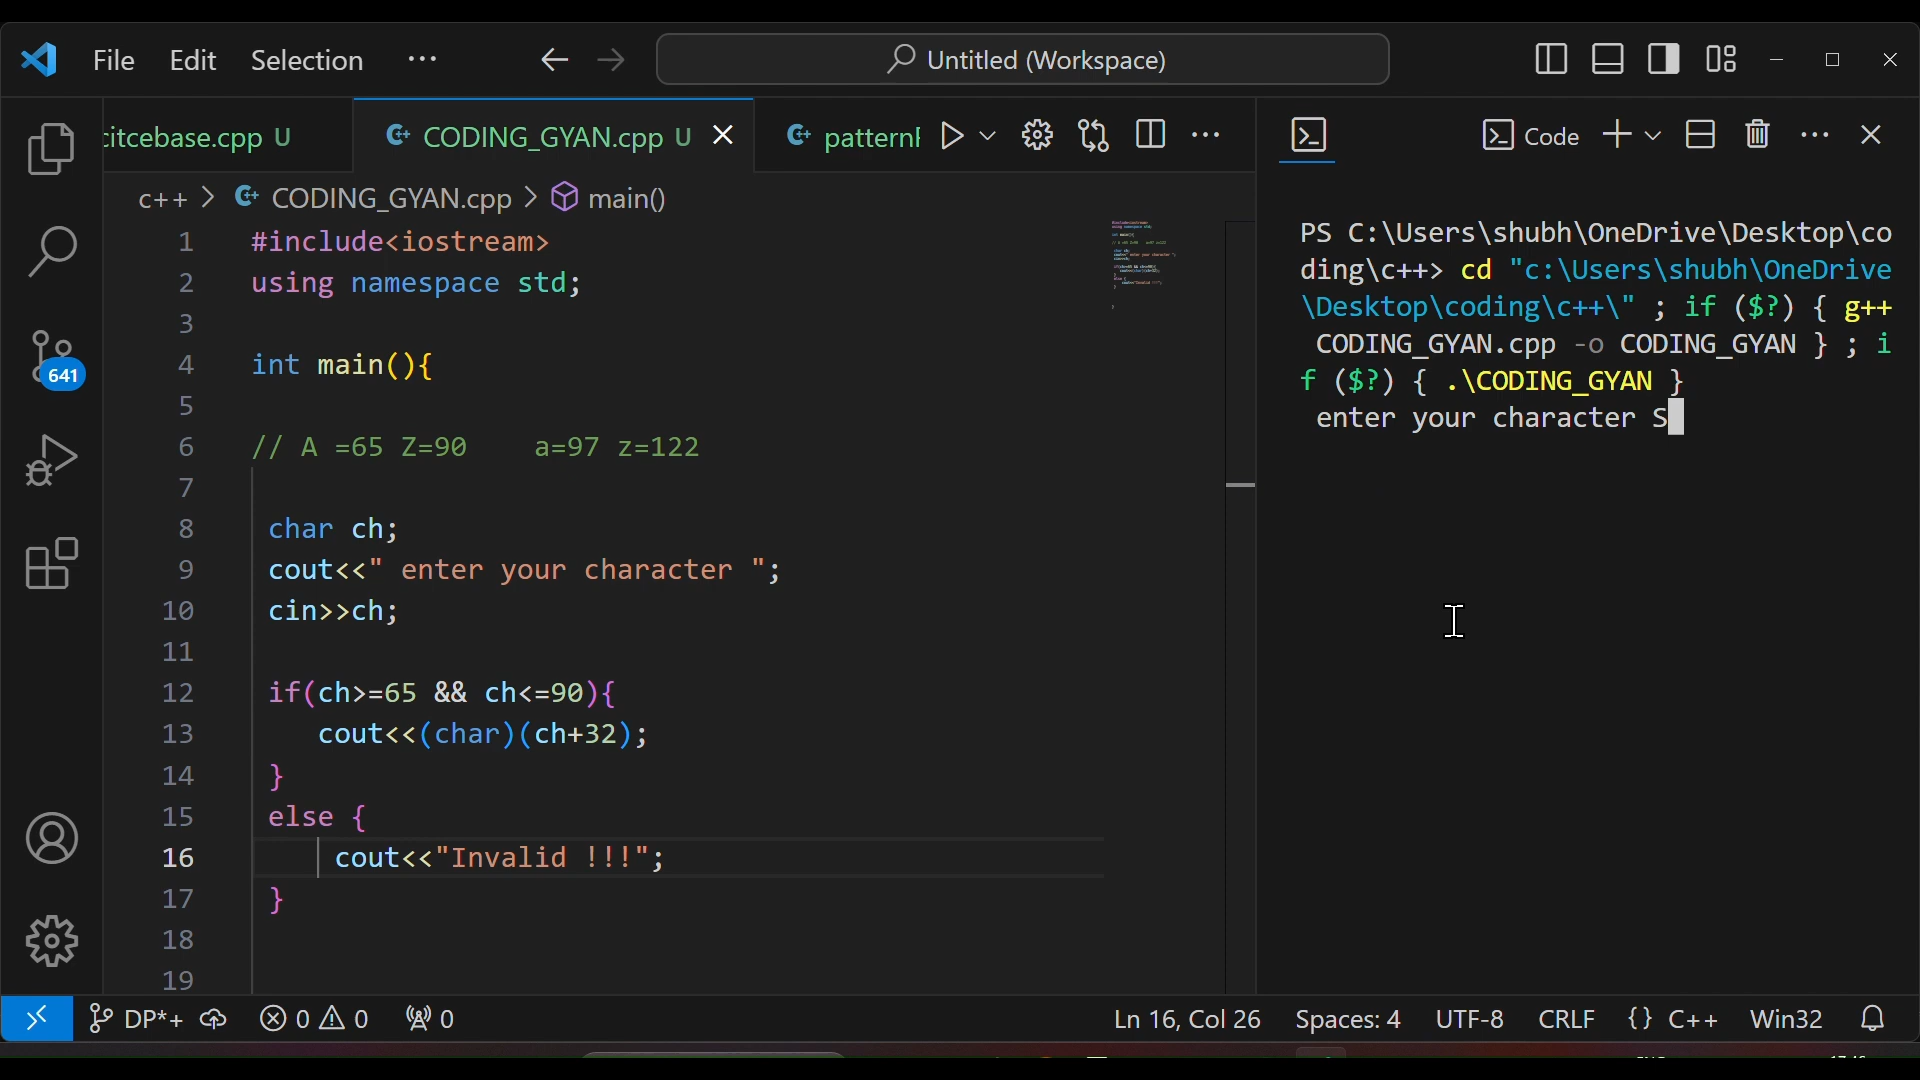 File Edit Selection ··· Untitled (Workspace)
citcebase.cpp U CODING_GYAN.cpp U patternF
c++ > CODING_GYAN.cpp > main()
1 #include<iostream>
2 using namespace std;
3
4 int main(){
5
6 // A =65 Z=90    a=97 z=122
7
8 char ch;
9 cout<<" enter your character ";
10 cin>>ch;
11
12 if(ch>=65 && ch<=90){
13 cout<<(char)(ch+32);
14 }
15 else {
16 cout<<"Invalid !!!";
17 }
18
19
Code
PS C:\Users\shubh\OneDrive\Desktop\co
ding\c++> cd "c:\Users\shubh\OneDrive
\Desktop\coding\c++\" ; if ($?) { g++
CODING_GYAN.cpp -o CODING_GYAN } ; i
f ($?) { .\CODING_GYAN }
enter your character S
641
DP*+ 0 0 0 Ln 16, Col 26 Spaces: 4 UTF-8 CRLF {} C++ Win32